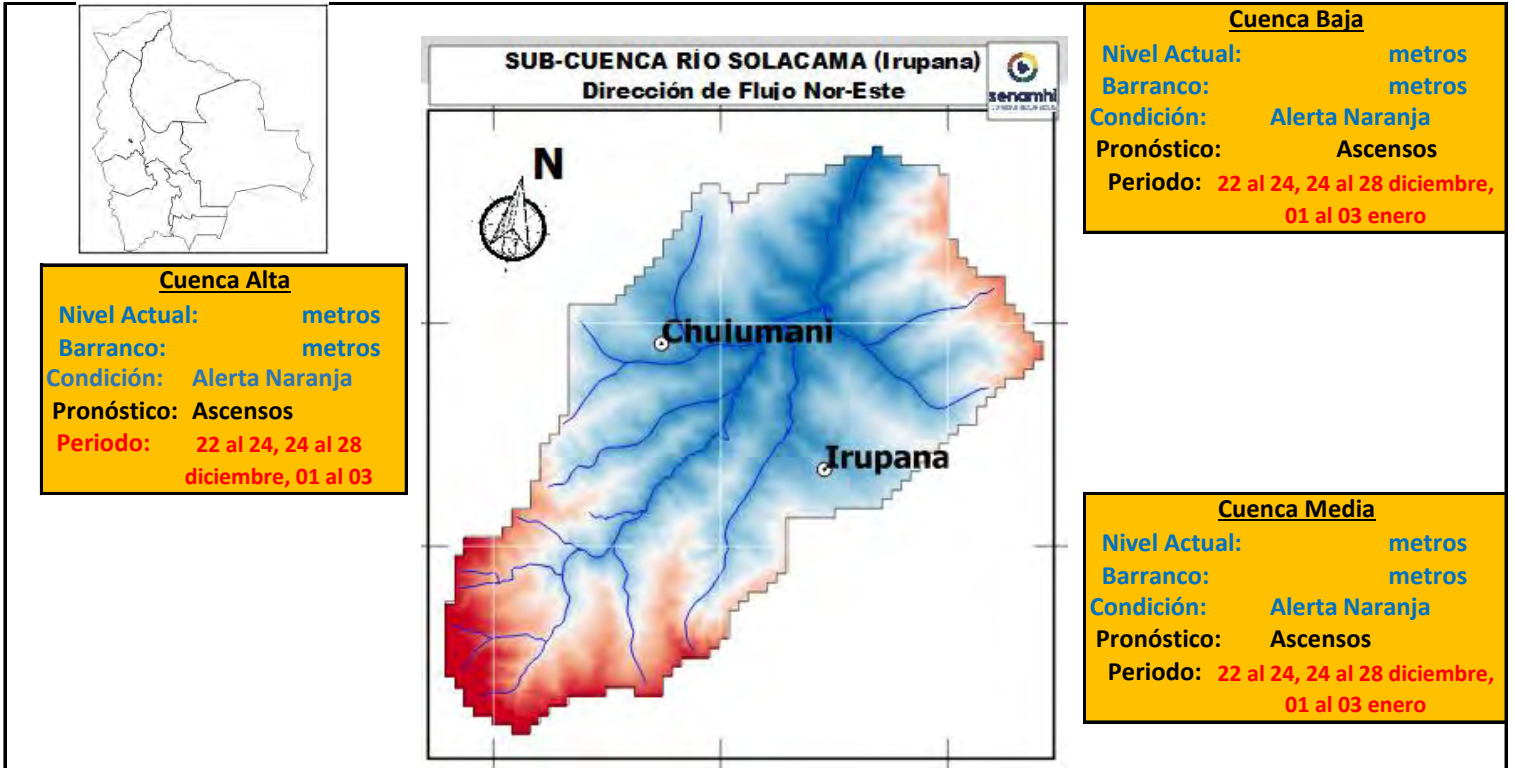 SUB-CUENCA RÍO SOLACAMA (Irupana)
Dirección de Flujo Nor-Este
senamhi
N
Chulumani
Irupana
Cuenca Alta
Nivel Actual: metros
Barranco: metros
Condición: Alerta Naranja
Pronóstico: Ascensos
Periodo: 22 al 24, 24 al 28
diciembre, 01 al 03
Cuenca Baja
Nivel Actual: metros
Barranco: metros
Condición: Alerta Naranja
Pronóstico: Ascensos
Periodo: 22 al 24, 24 al 28 diciembre,
01 al 03 enero
Cuenca Media
Nivel Actual: metros
Barranco: metros
Condición: Alerta Naranja
Pronóstico: Ascensos
Periodo: 22 al 24, 24 al 28 diciembre,
01 al 03 enero